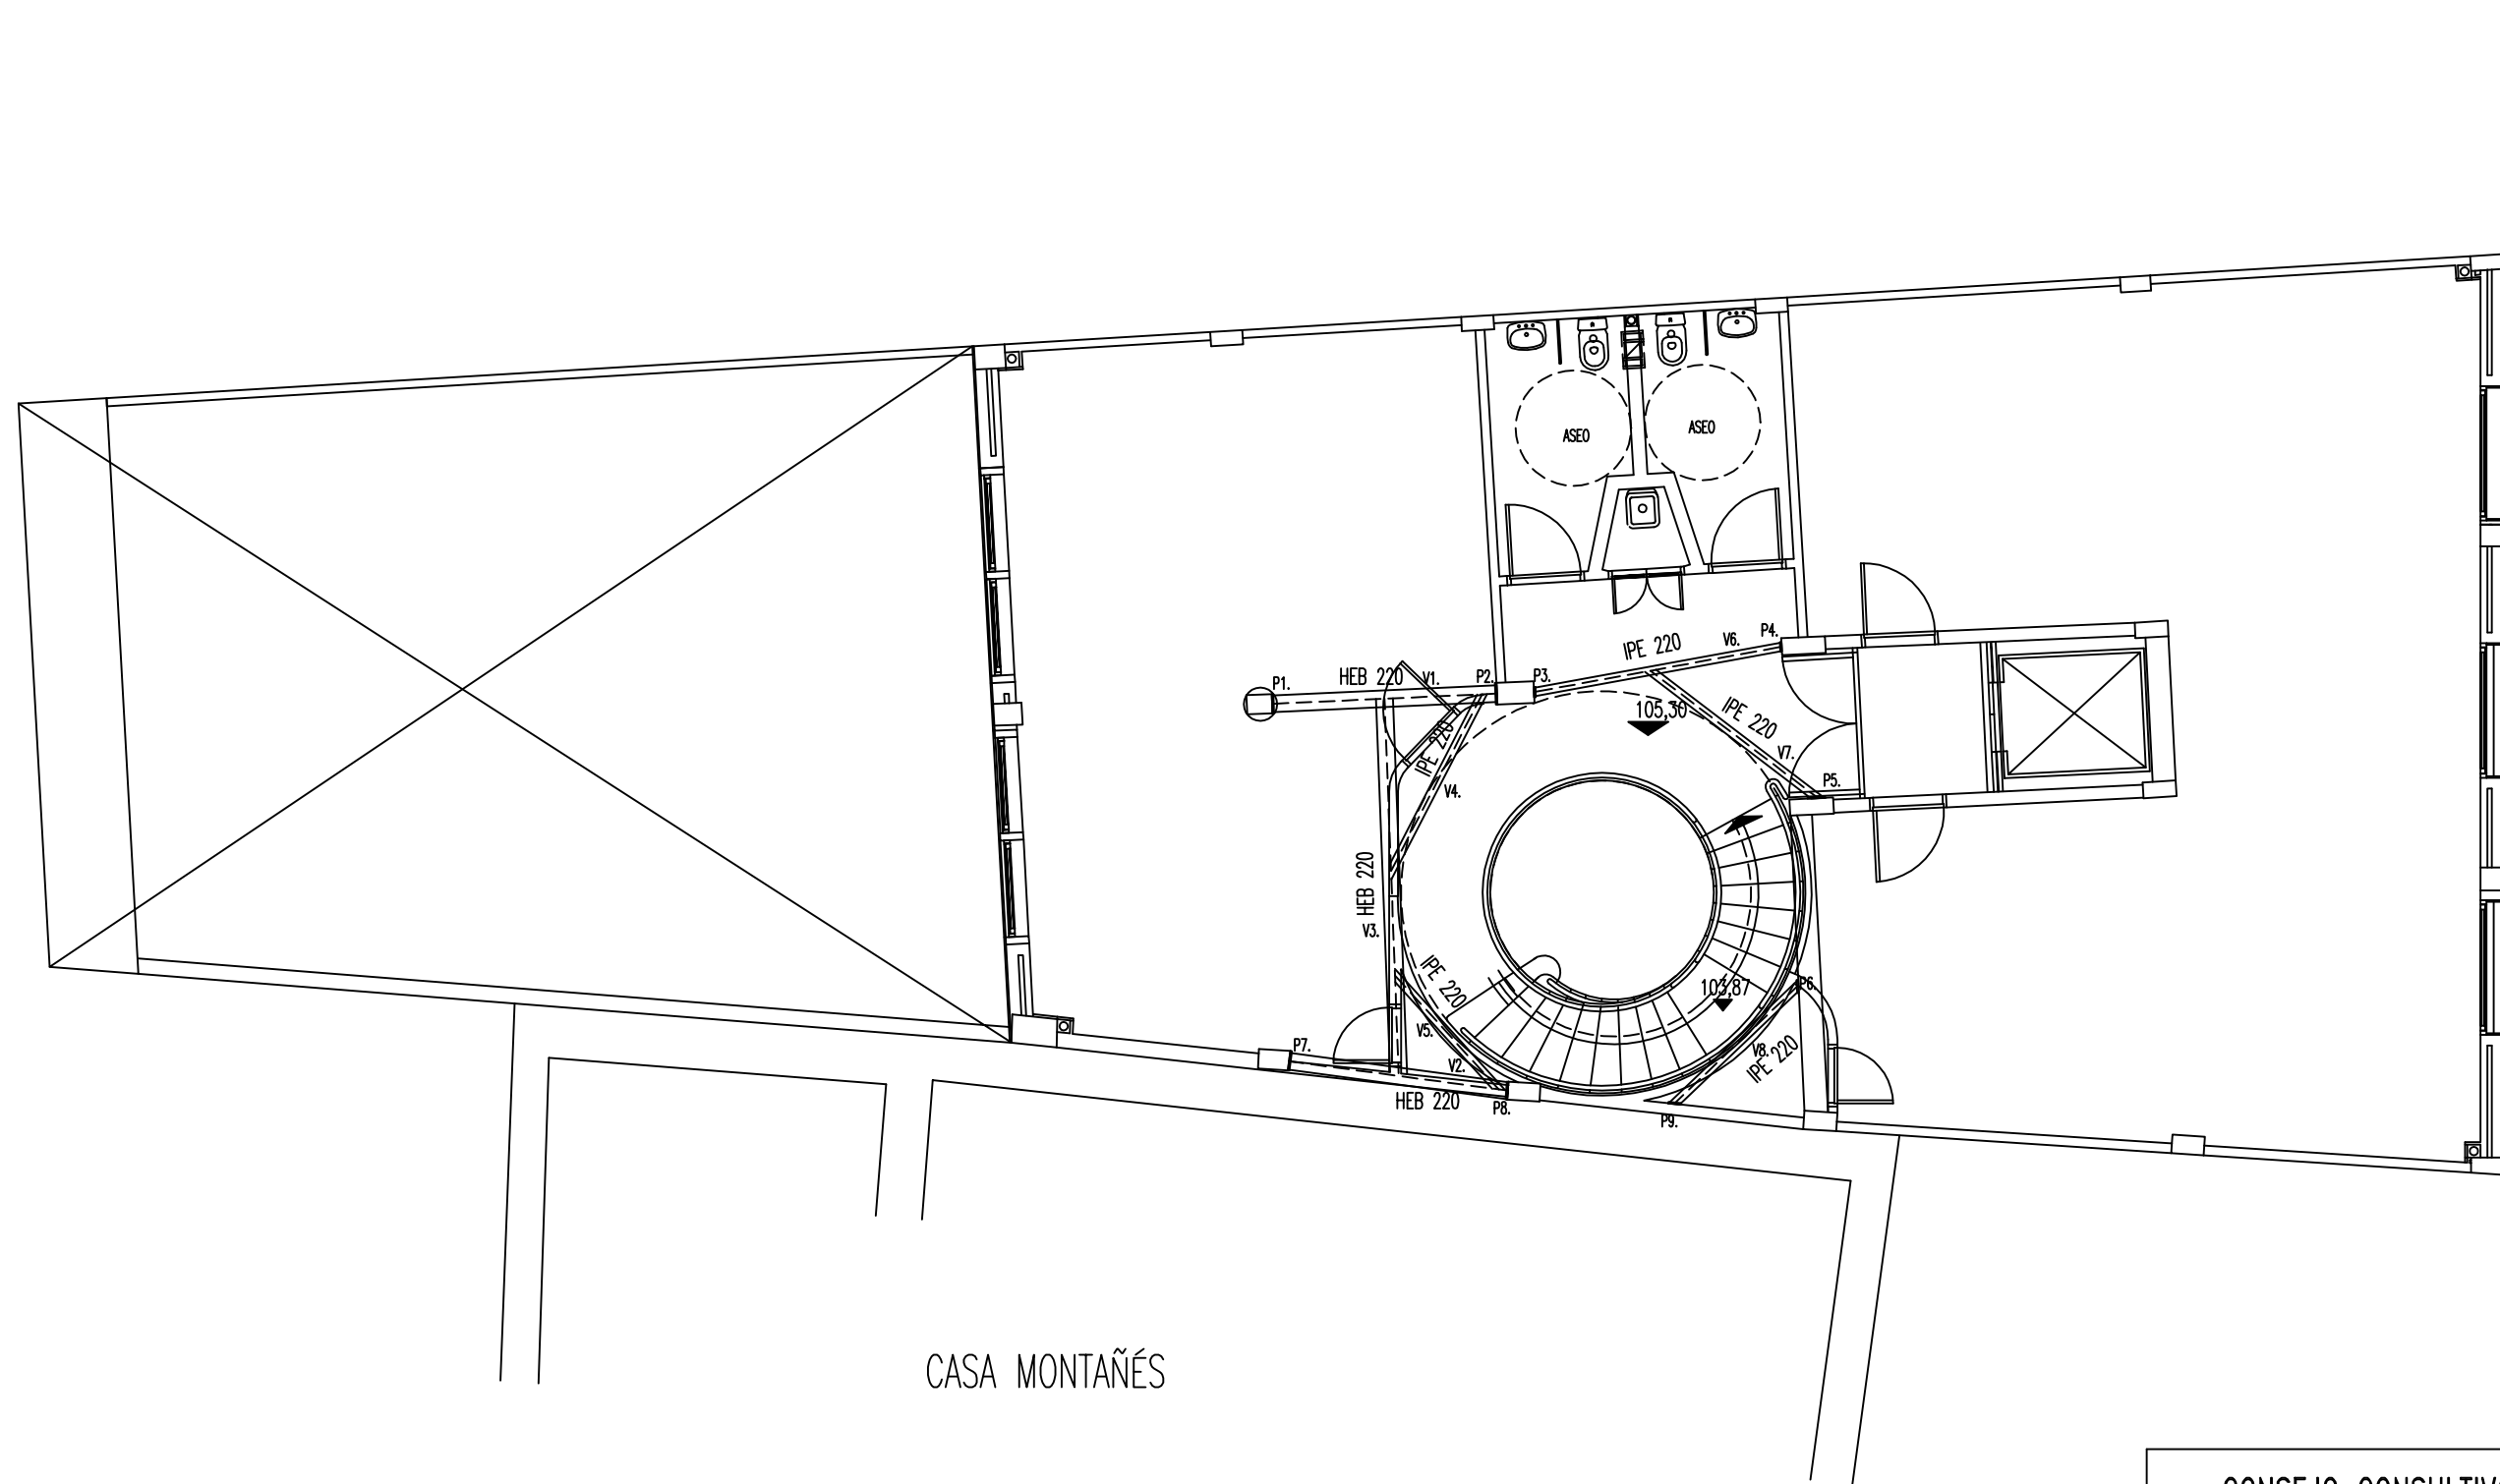 ASEO
ASEO
IPE 220
V6.
P4.
P1.
HEB 220
V1.
P2.
P3.
IPE 220
105,30
IPE 220
V7.
P5.
V4.
HEB 220
V3.
IPE 220
103,87
P6.
V5.
P7.
V2.
V8.
IPE 220
HEB 220
P8.
P9.
CASA MONTAÑÉS
CONSEJO